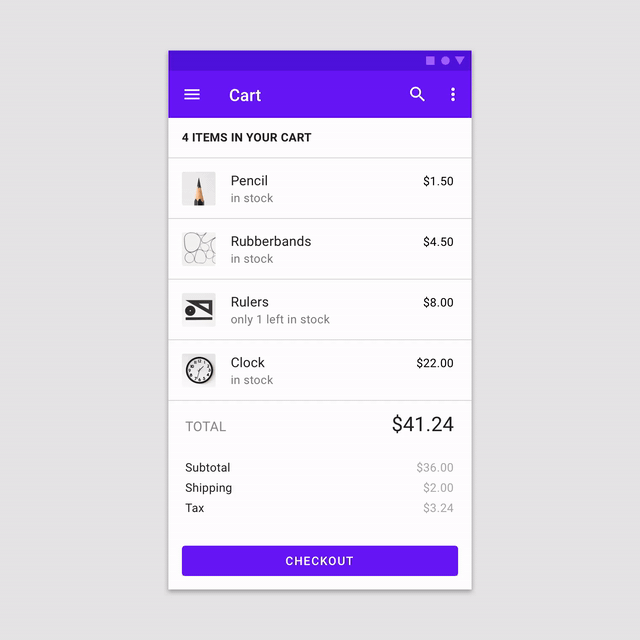 Cart
4 ITEMS IN YOUR CART
Pencil $1.50
in stock
Rubberbands $4.50
in stock
Rulers $8.00
only 1 left in stock
Clock $22.00
in stock
TOTAL $41.24
Subtotal $36.00
Shipping $2.00
Tax $3.24
CHECKOUT